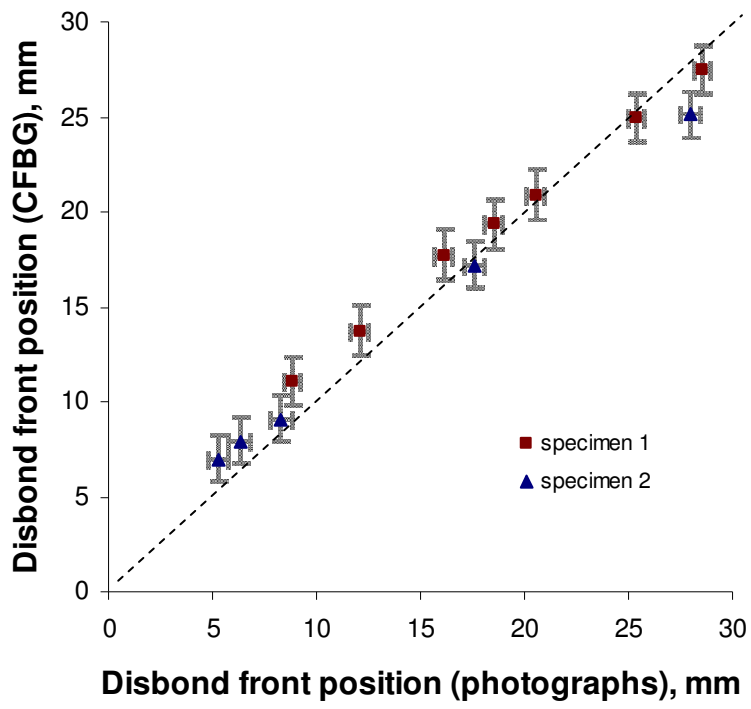 30
25
20
15
10
5
0
Disbond front position (CFBG), mm
specimen 1
specimen 2
0 5 10 15 20 25 30
Disbond front position (photographs), mm